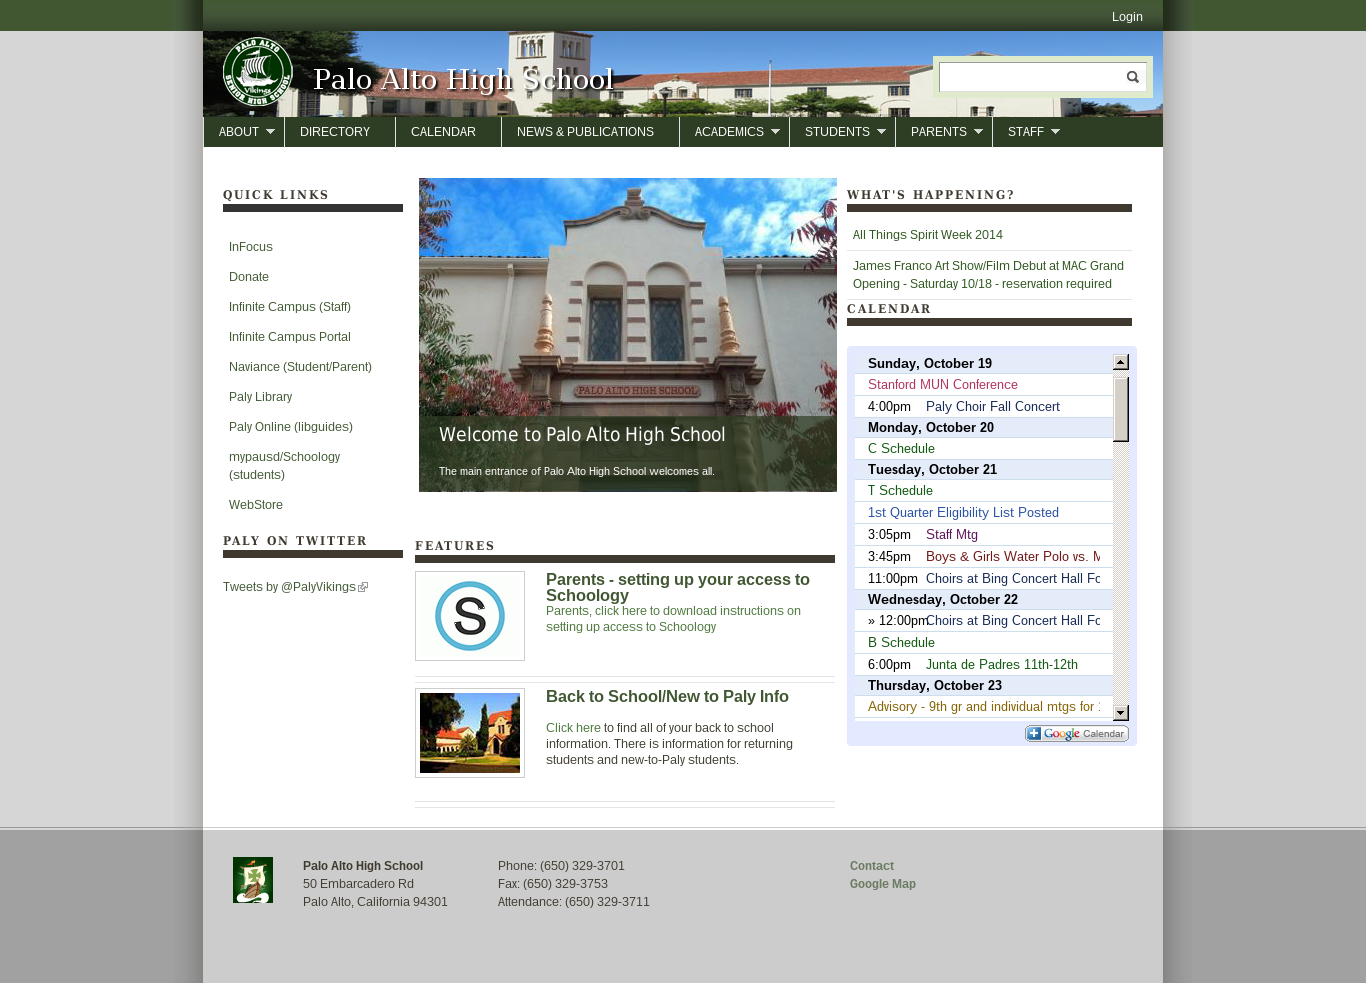 Login
PALO ALTO
Vikings
SENIOR HIGH SCHOOL
Palo Alto High School
ABOUT
DIRECTORY
CALENDAR
NEWS & PUBLICATIONS
ACADEMICS
STUDENTS
PARENTS
STAFF
QUICK LINKS
InFocus
Donate
Infinite Campus (Staff)
Infinite Campus Portal
Naviance (Student/Parent)
Paly Library
Paly Online (libguides)
mypausd/Schoology
(students)
WebStore
PALY ON TWITTER
Tweets by @PalyVikings
PALO ALTO HIGH SCHOOL
Welcome to Palo Alto High School
The main entrance of Palo Alto High School welcomes all.
FEATURES
S
Parents - setting up your access to
Schoology
Parents, click here to download instructions on
setting up access to Schoology
Back to School/New to Paly Info
Click here to find all of your back to school
information. There is information for returning
students and new-to-Paly students.
WHAT'S HAPPENING?
All Things Spirit Week 2014
James Franco Art Show/Film Debut at MAC Grand
Opening - Saturday 10/18 - reservation required
CALENDAR
Sunday, October 19
Stanford MUN Conference
4:00pm Paly Choir Fall Concert
Monday, October 20
C Schedule
Tuesday, October 21
T Schedule
1st Quarter Eligibility List Posted
3:05pm Staff Mtg
3:45pm Boys & Girls Water Polo vs. M
11:00pm Choirs at Bing Concert Hall Fo
Wednesday, October 22
» 12:00pm Choirs at Bing Concert Hall Fo
B Schedule
6:00pm Junta de Padres 11th-12th
Thursday, October 23
Advisory - 9th gr and individual mtgs for 1
Google Calendar
Palo Alto High School
50 Embarcadero Rd
Palo Alto, California 94301
Phone: (650) 329-3701
Fax: (650) 329-3753
Attendance: (650) 329-3711
Contact
Google Map